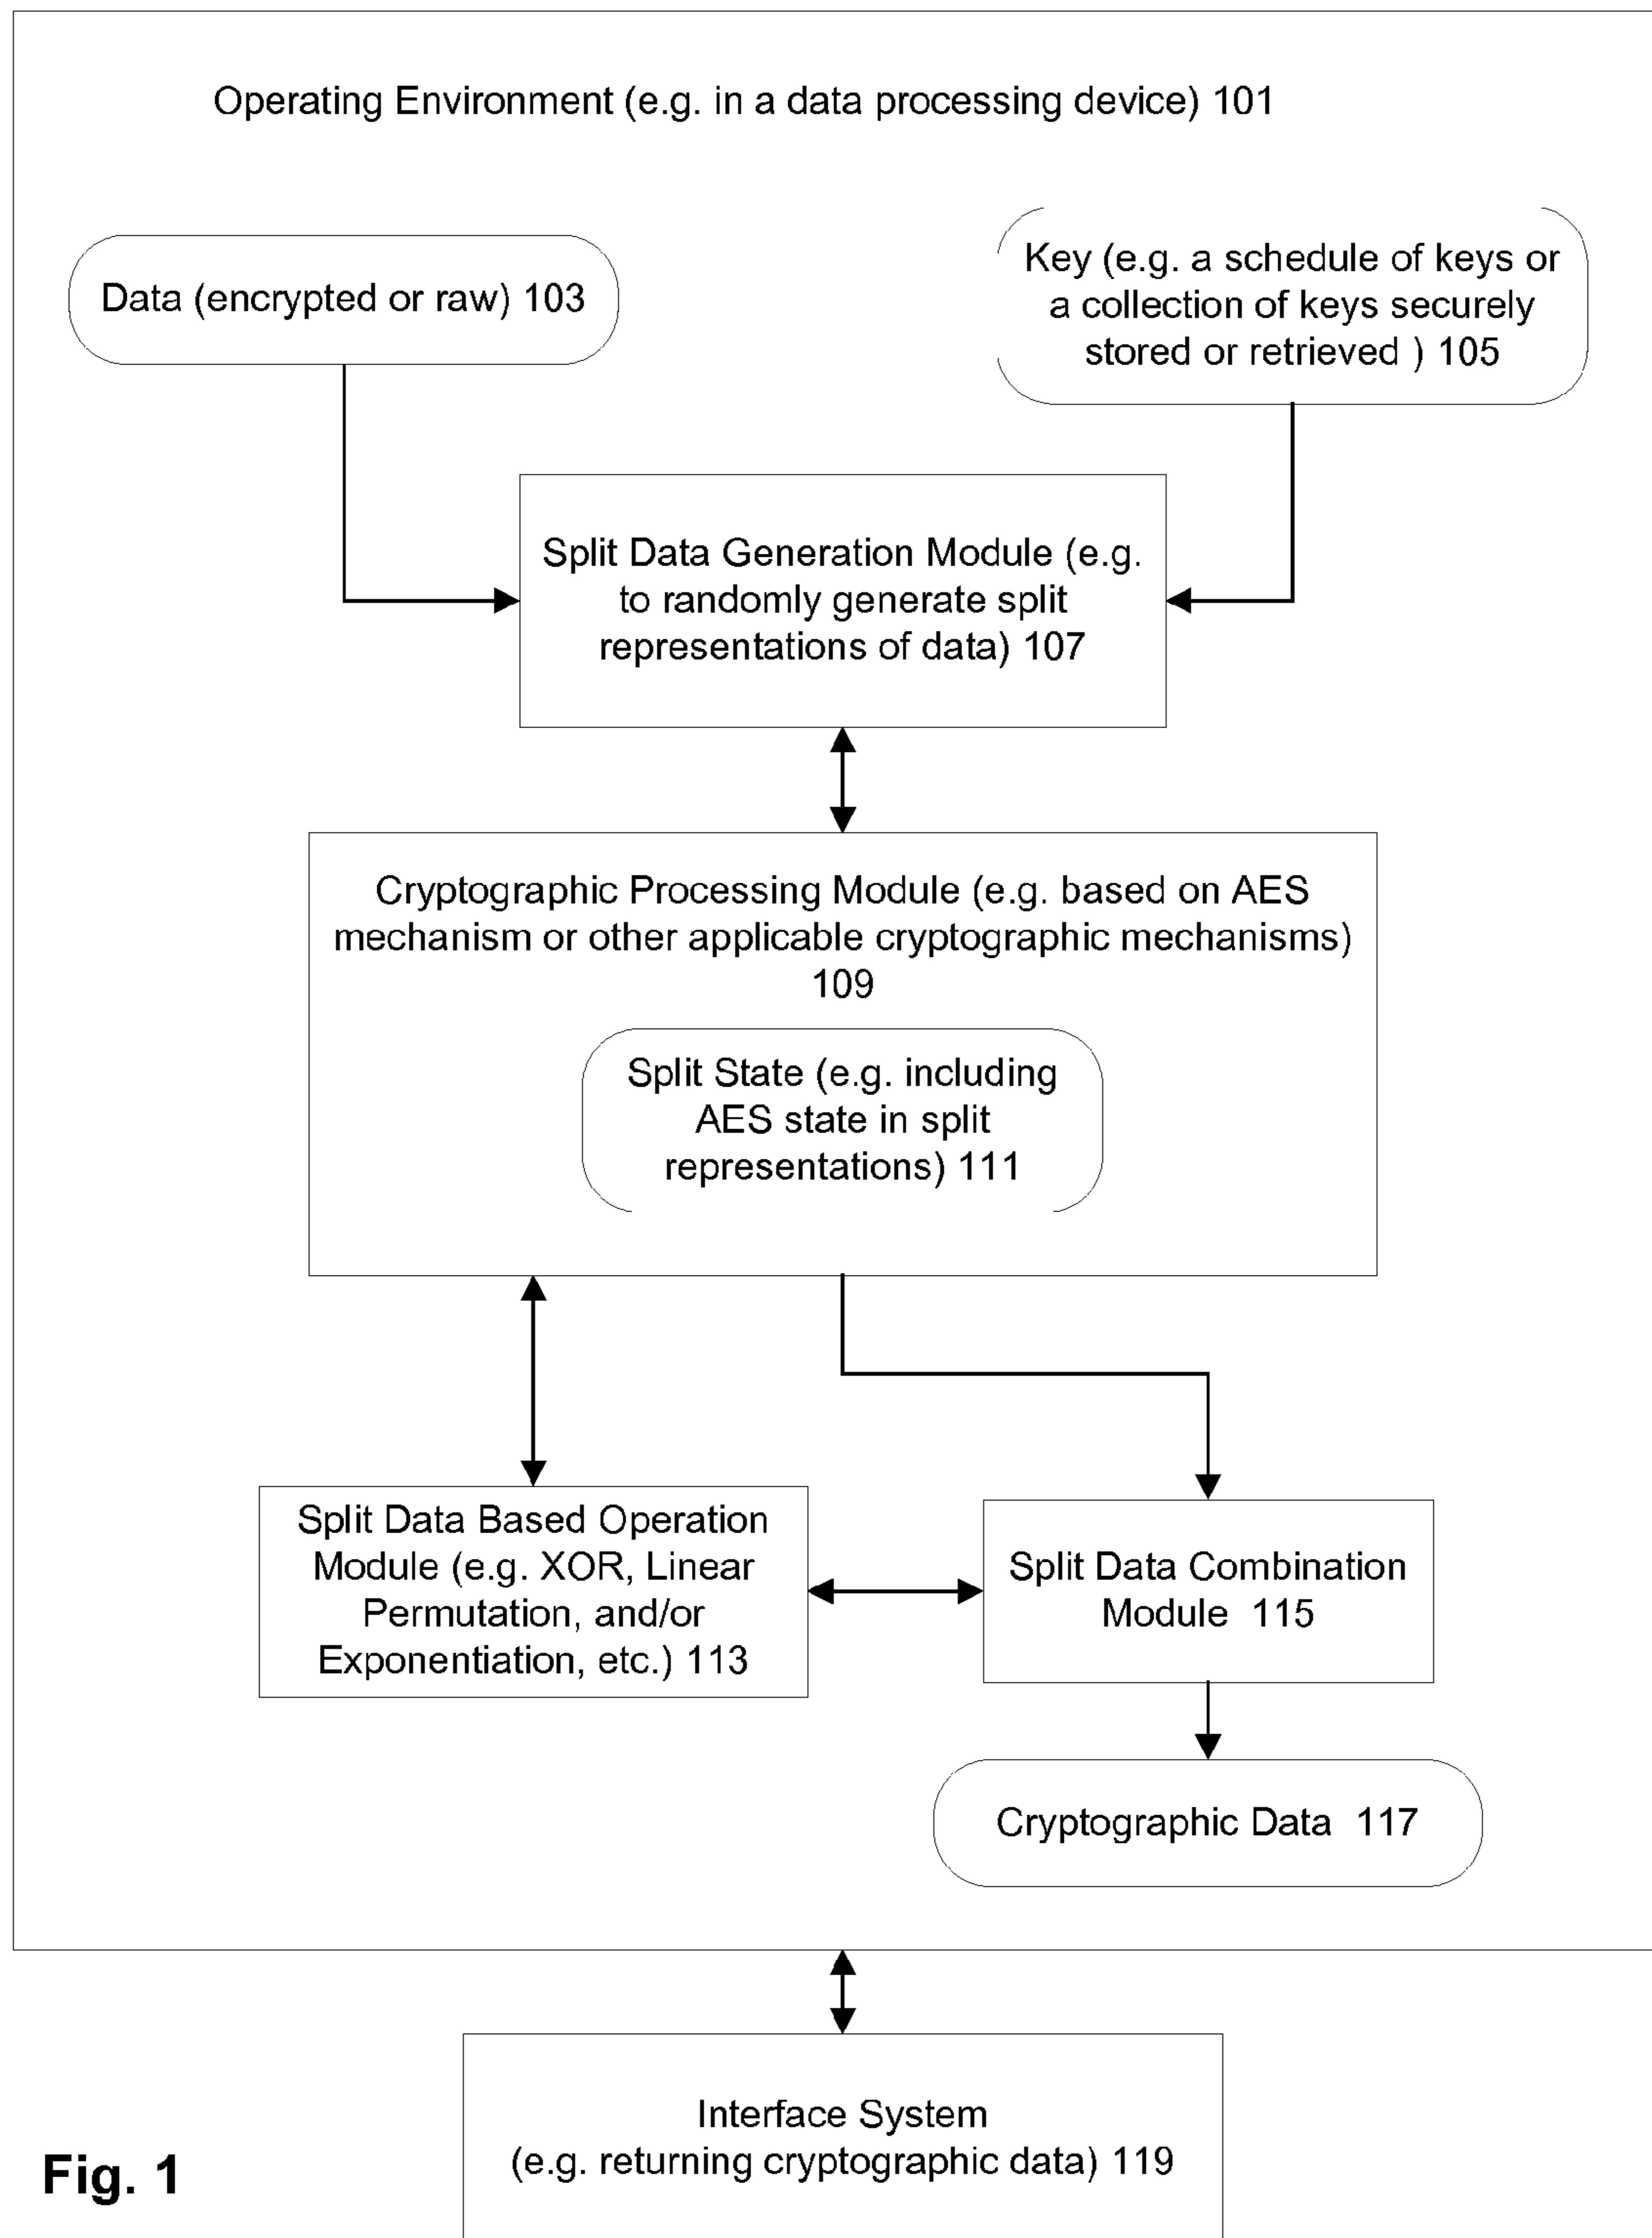 Operating Environment (e.g. in a data processing device) 101
Data (encrypted or raw) 103
Key (e.g. a schedule of keys or
a collection of keys securely
stored or retrieved ) 105
Split Data Generation Module (e.g.
to randomly generate split
representations of data) 107
Cryptographic Processing Module (e.g. based on AES
mechanism or other applicable cryptographic mechanisms)
109
Split State (e.g. including
AES state in split
representations) 111
Split Data Based Operation
Module (e.g. XOR, Linear
Permutation, and/or
Exponentiation, etc.) 113
Split Data Combination
Module 115
Cryptographic Data 117
Interface System
(e.g. returning cryptographic data) 119
Fig. 1